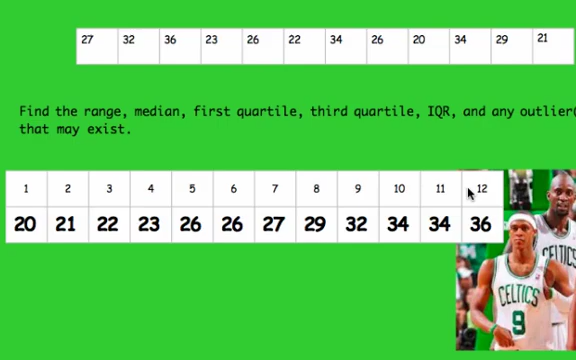 27 32 36 23 26 22 34 26 20 34 29 21
Find the range, median, first quartile, third quartile, IQR, and any outlier(
that may exist.
1 2 3 4 5 6 7 8 9 10 11 12
20 21 22 23 26 26 27 29 32 34 34 36
CELTICS
CELTICS
9